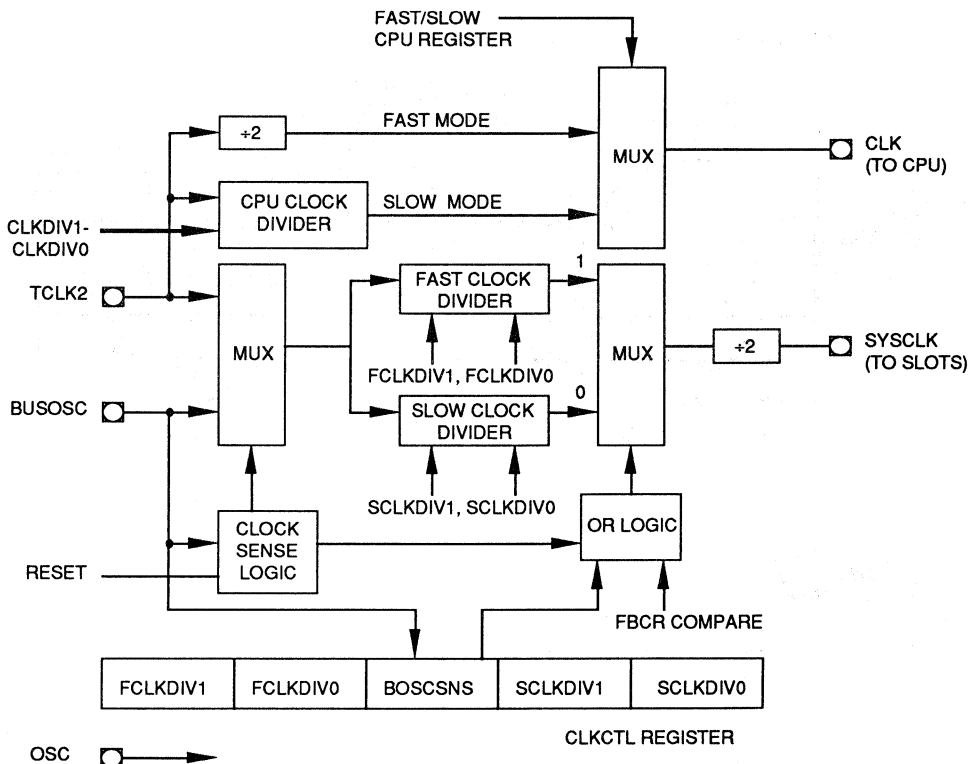 FAST/SLOW
CPU REGISTER
÷2
FAST MODE
MUX
CLK
(TO CPU)
CPU CLOCK
DIVIDER
SLOW MODE
CLKDIV1-
CLKDIV0
TCLK2
MUX
FAST CLOCK
DIVIDER
1
MUX
÷2
SYSCLK
(TO SLOTS)
FCLKDIV1, FCLKDIV0
BUSOSC
SLOW CLOCK
DIVIDER
0
SCLKDIV1, SCLKDIV0
CLOCK
SENSE
LOGIC
OR LOGIC
RESET
FBCR COMPARE
FCLKDIV1
FCLKDIV0
BOSCSNS
SCLKDIV1
SCLKDIV0
CLKCTL REGISTER
OSC